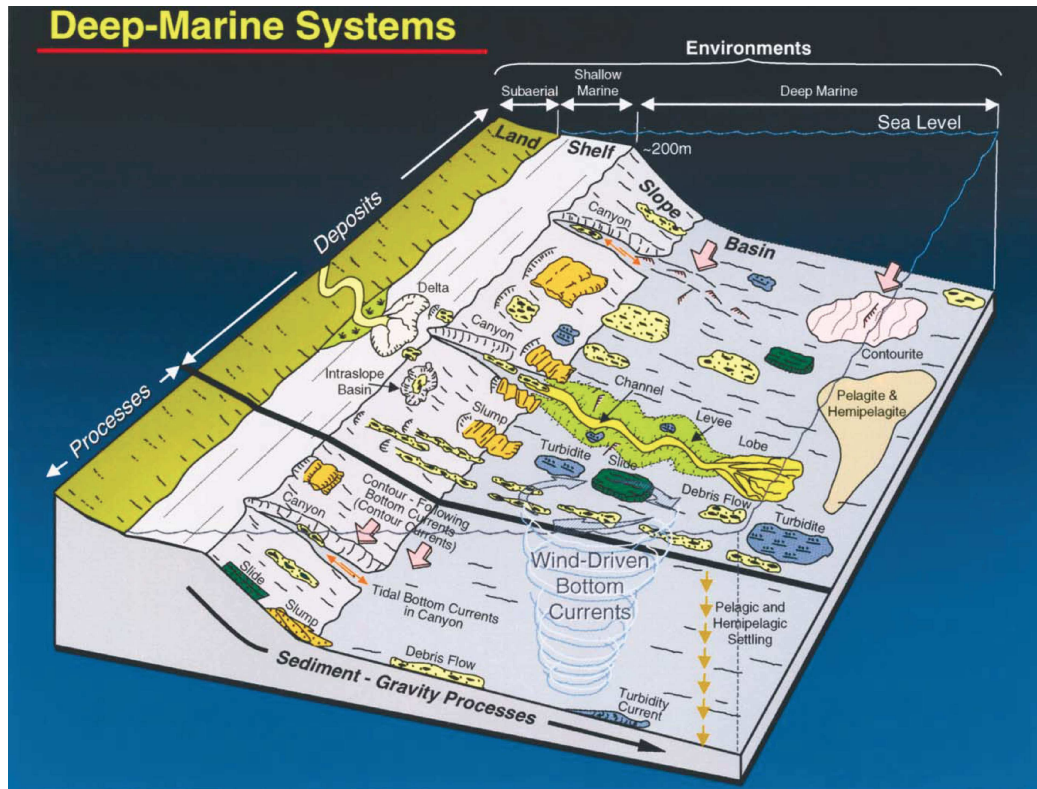 Deep-Marine Systems
Environments
Subaerial
Shallow
Marine
Deep Marine
Sea Level
Land
Shelf
~200m
Slope
Canyon
Basin
Deposits
Delta
Canyon
Contourite
Intraslope
Basin
Channel
Pelagite &
Hemipelagite
Levee
Processes
Slump
Lobe
Turbidite
Slide
Debris Flow
Turbidite
Contour - Following
Bottom Currents
(Contour Currents)
Canyon
Wind-Driven
Bottom
Currents
Slide
Tidal Bottom Currents
in Canyon
Pelagic and
Hemipelagic
Settling
Slump
Debris Flow
Sediment - Gravity Processes
Turbidity
Current